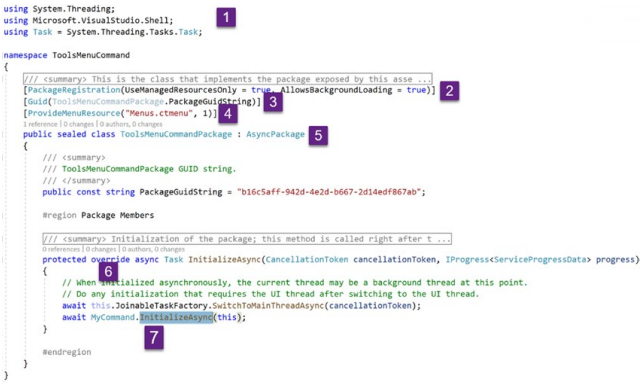 using System.Threading;
using Microsoft.VisualStudio.Shell; 1
using Task = System.Threading.Tasks.Task;
namespace ToolsMenuCommand
{
/// <summary> This is the class that implements the package exposed by this asse ...
[PackageRegistration(UseManagedResourcesOnly = true, AllowsBackgroundLoading = true)] 2
[Guid(ToolsMenuCommandPackage.PackageGuidString)] 3
[ProvideMenuResource("Menus.ctmenu", 1)] 4
1 reference | 0 changes | 0 authors, 0 changes
public sealed class ToolsMenuCommandPackage : AsyncPackage 5
{
/// <summary>
/// ToolsMenuCommandPackage GUID string.
/// </summary>
public const string PackageGuidString = "b16c5aff-942d-4e2d-b667-2d14edf867ab";
#region Package Members
/// <summary> Initialization of the package; this method is called right after t ...
0 references | 0 changes | 0 authors, 0 changes
protected override async Task InitializeAsync(CancellationToken cancellationToken, IProgress<ServiceProgressData> progress)
{ 6
// When initialized asynchronously, the current thread may be a background thread at this point.
// Do any initialization that requires the UI thread after switching to the UI thread.
await this.JoinableTaskFactory.SwitchToMainThreadAsync(cancellationToken);
await MyCommand.InitializeAsync(this);
} 7
#endregion
}
}